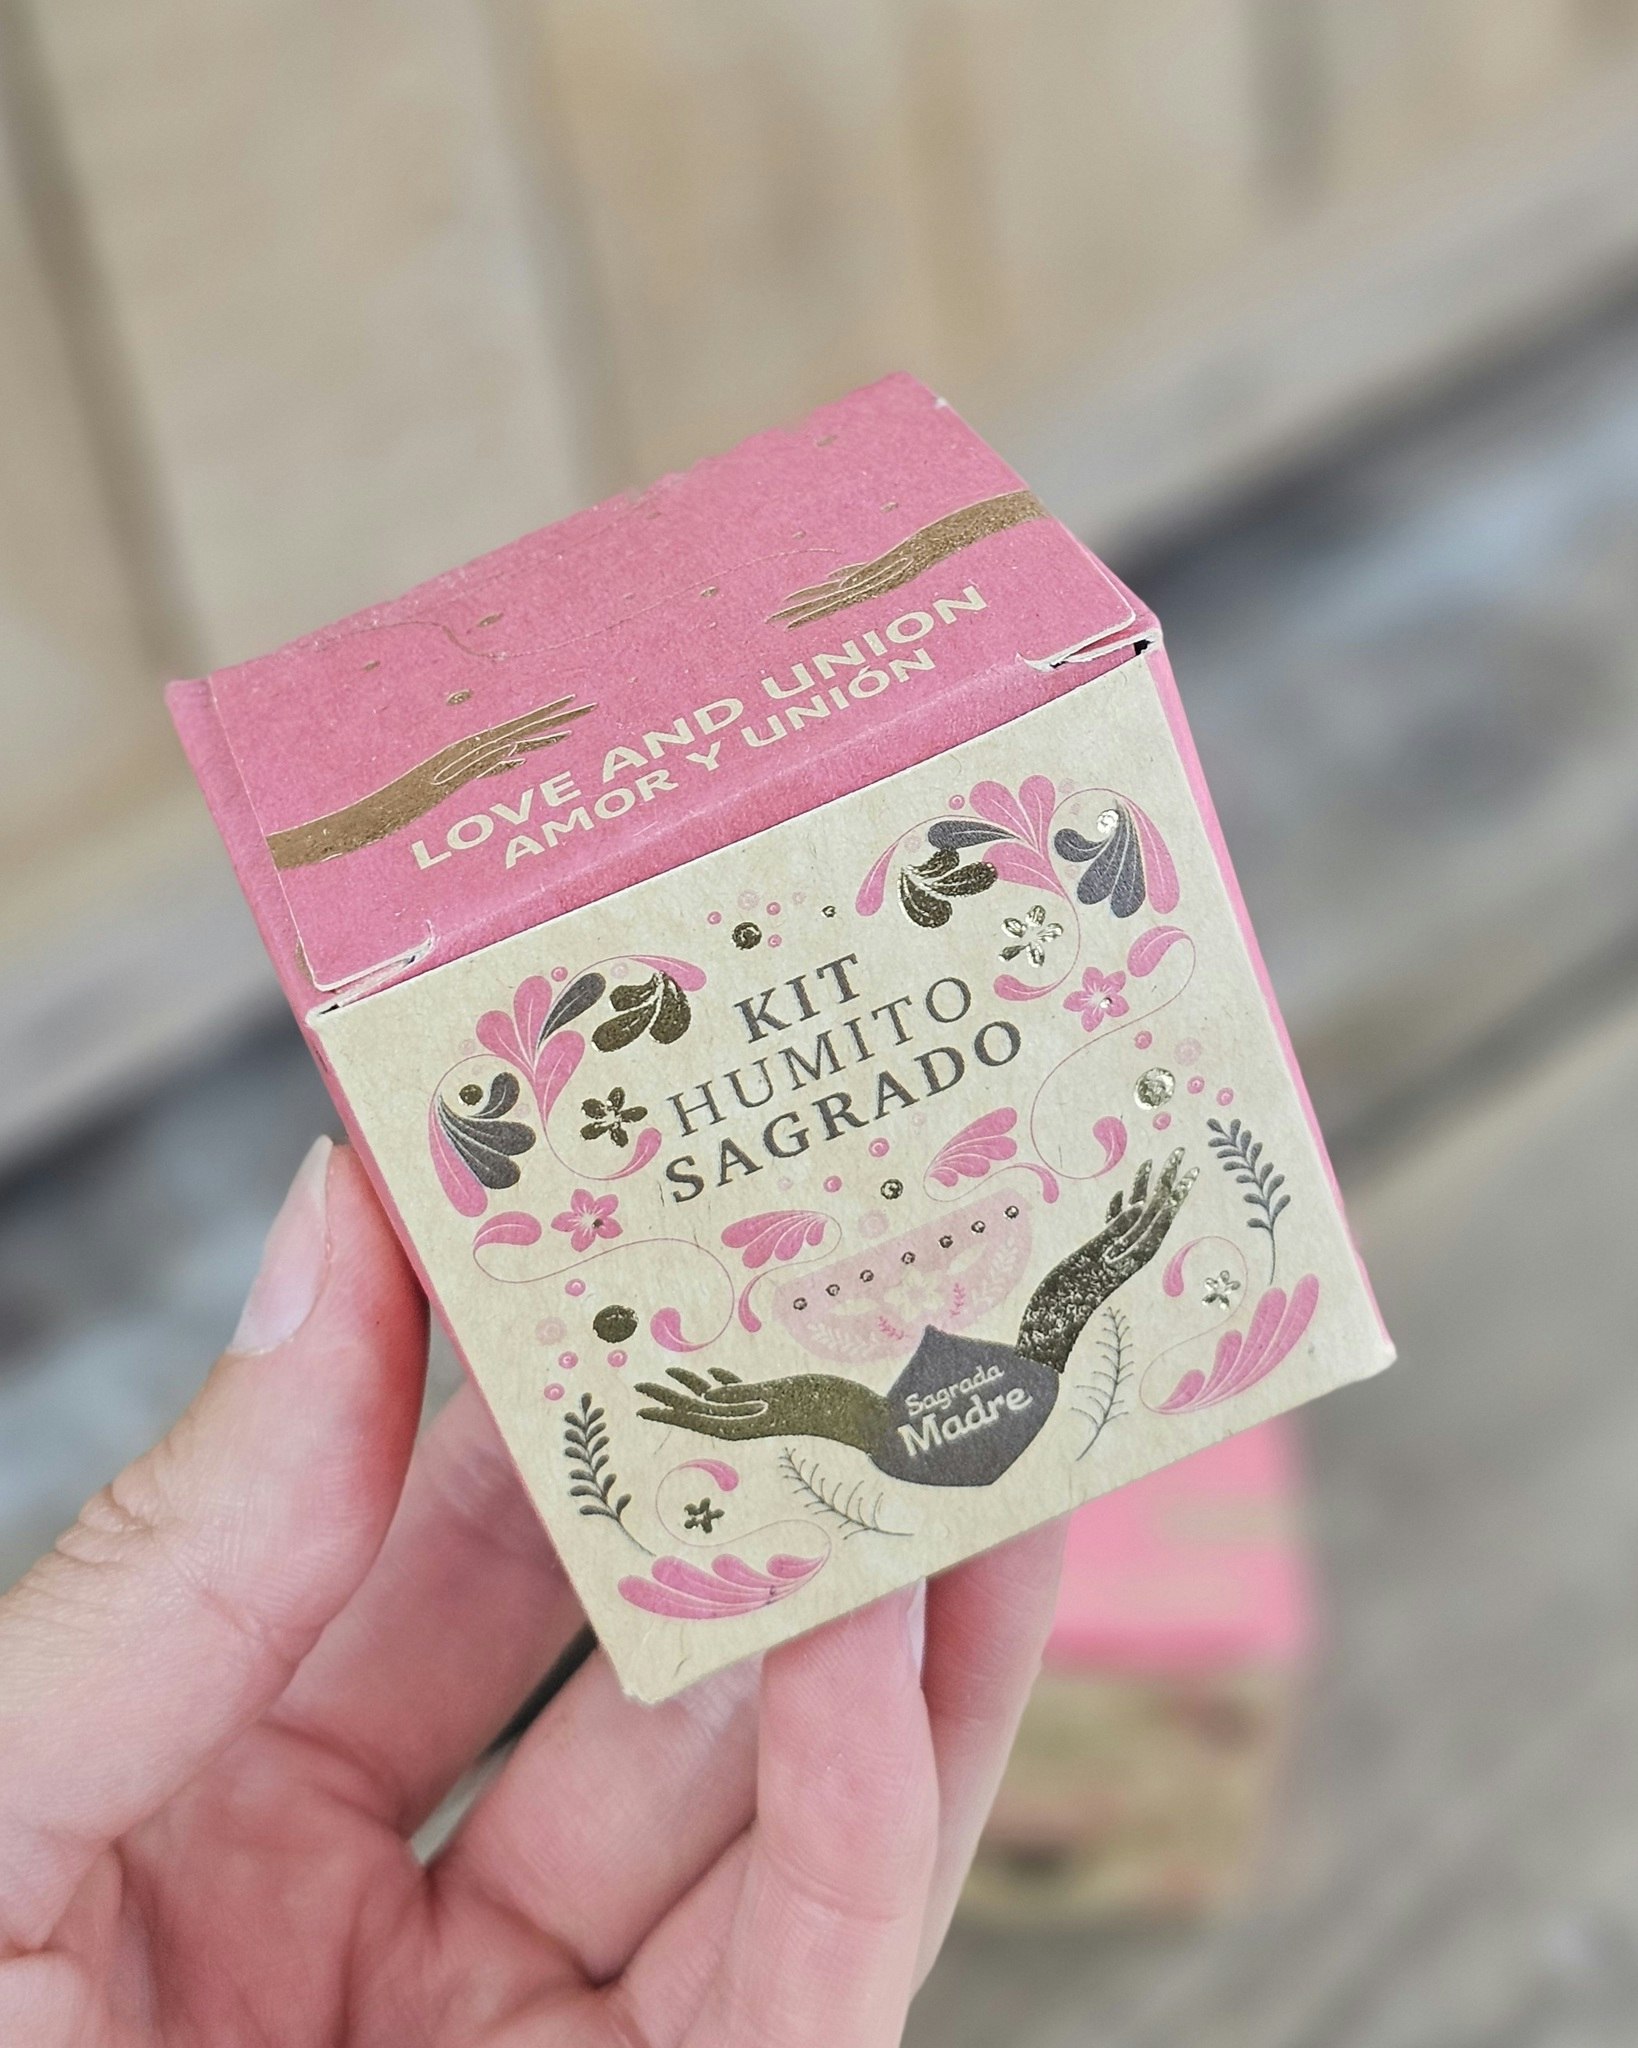 LOVE AND UNION
AMOR Y UNIÓN
KIT
HUMITO
SAGRADO
Sagrada
Madre